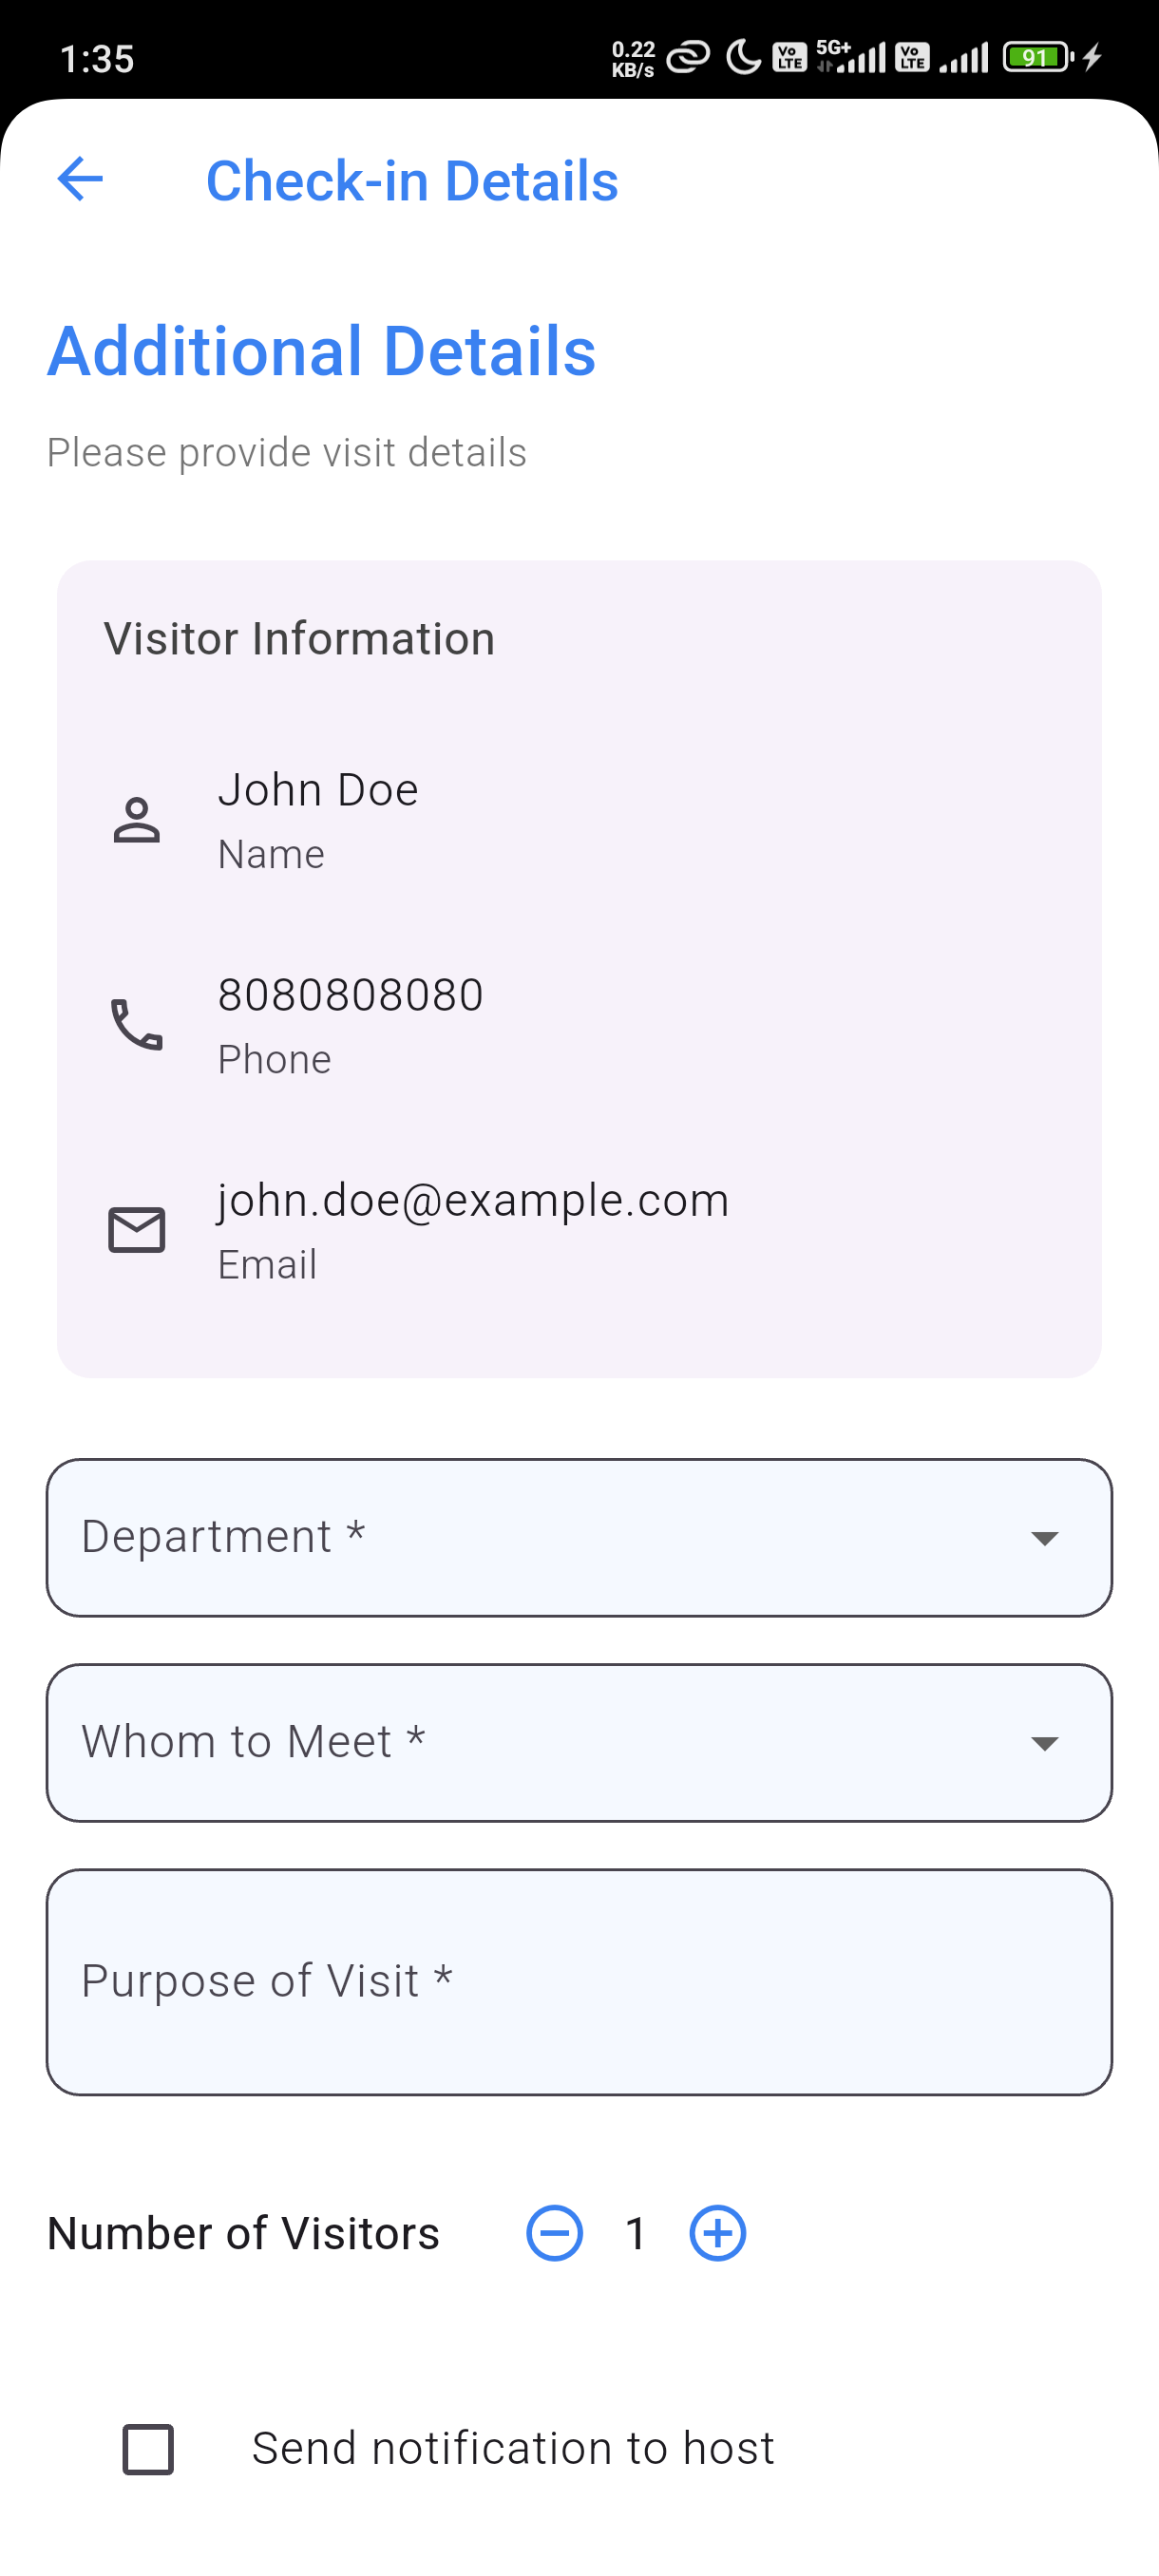 1:35
0.22
KB/s
Vo
LTE
5G+
Vo
LTE
91
Check-in Details
Additional Details
Please provide visit details
Visitor Information
John Doe
Name
8080808080
Phone
john.doe@example.com
Email
Department *
Whom to Meet *
Purpose of Visit *
Number of Visitors
1
Send notification to host